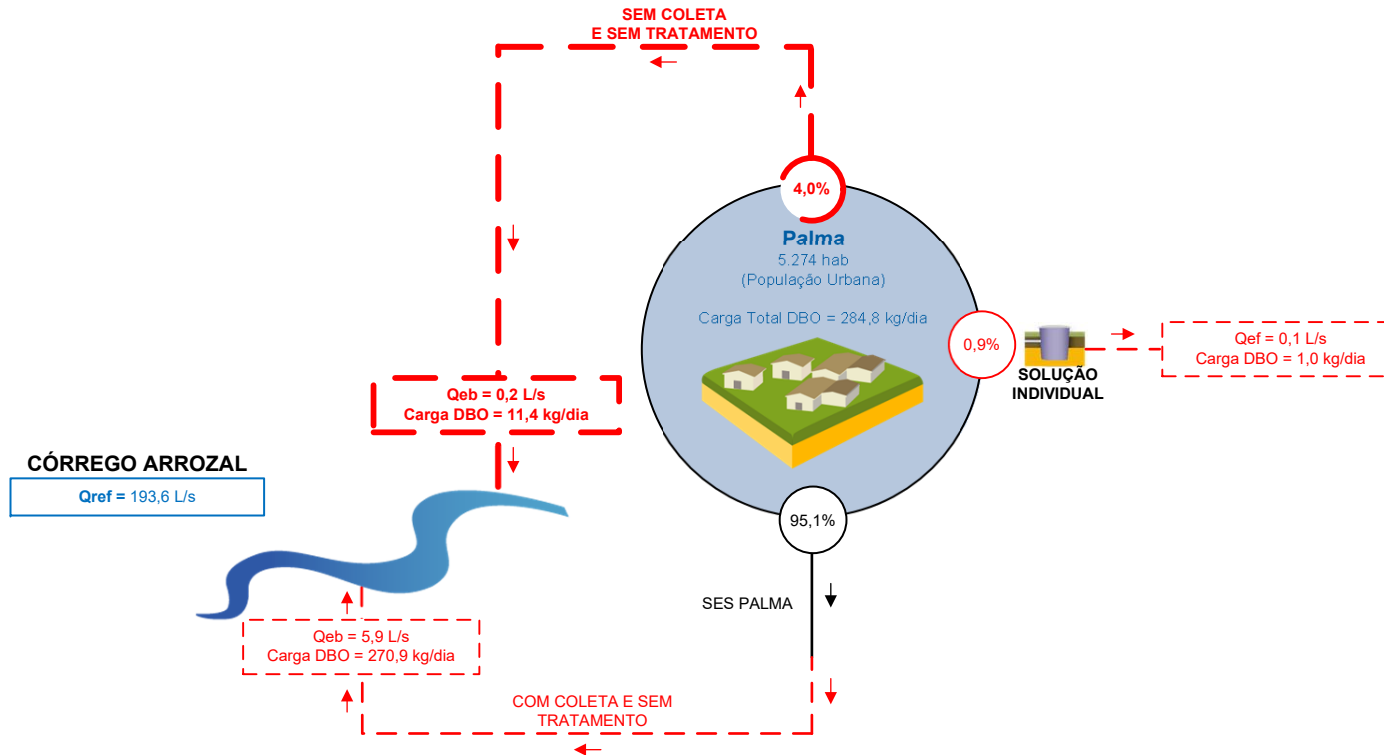 SEM COLETA
E SEM TRATAMENTO
4,0%
Palma
5.274 hab
(População Urbana)
Carga Total DBO = 284,8 kg/dia
0,9%
SOLUÇÃO
INDIVIDUAL
Qef = 0,1 L/s
Carga DBO = 1,0 kg/dia
Qeb = 0,2 L/s
Carga DBO = 11,4 kg/dia
CÓRREGO ARROZAL
Qref = 193,6 L/s
95,1%
SES PALMA
Qeb = 5,9 L/s
Carga DBO = 270,9 kg/dia
COM COLETA E SEM
TRATAMENTO